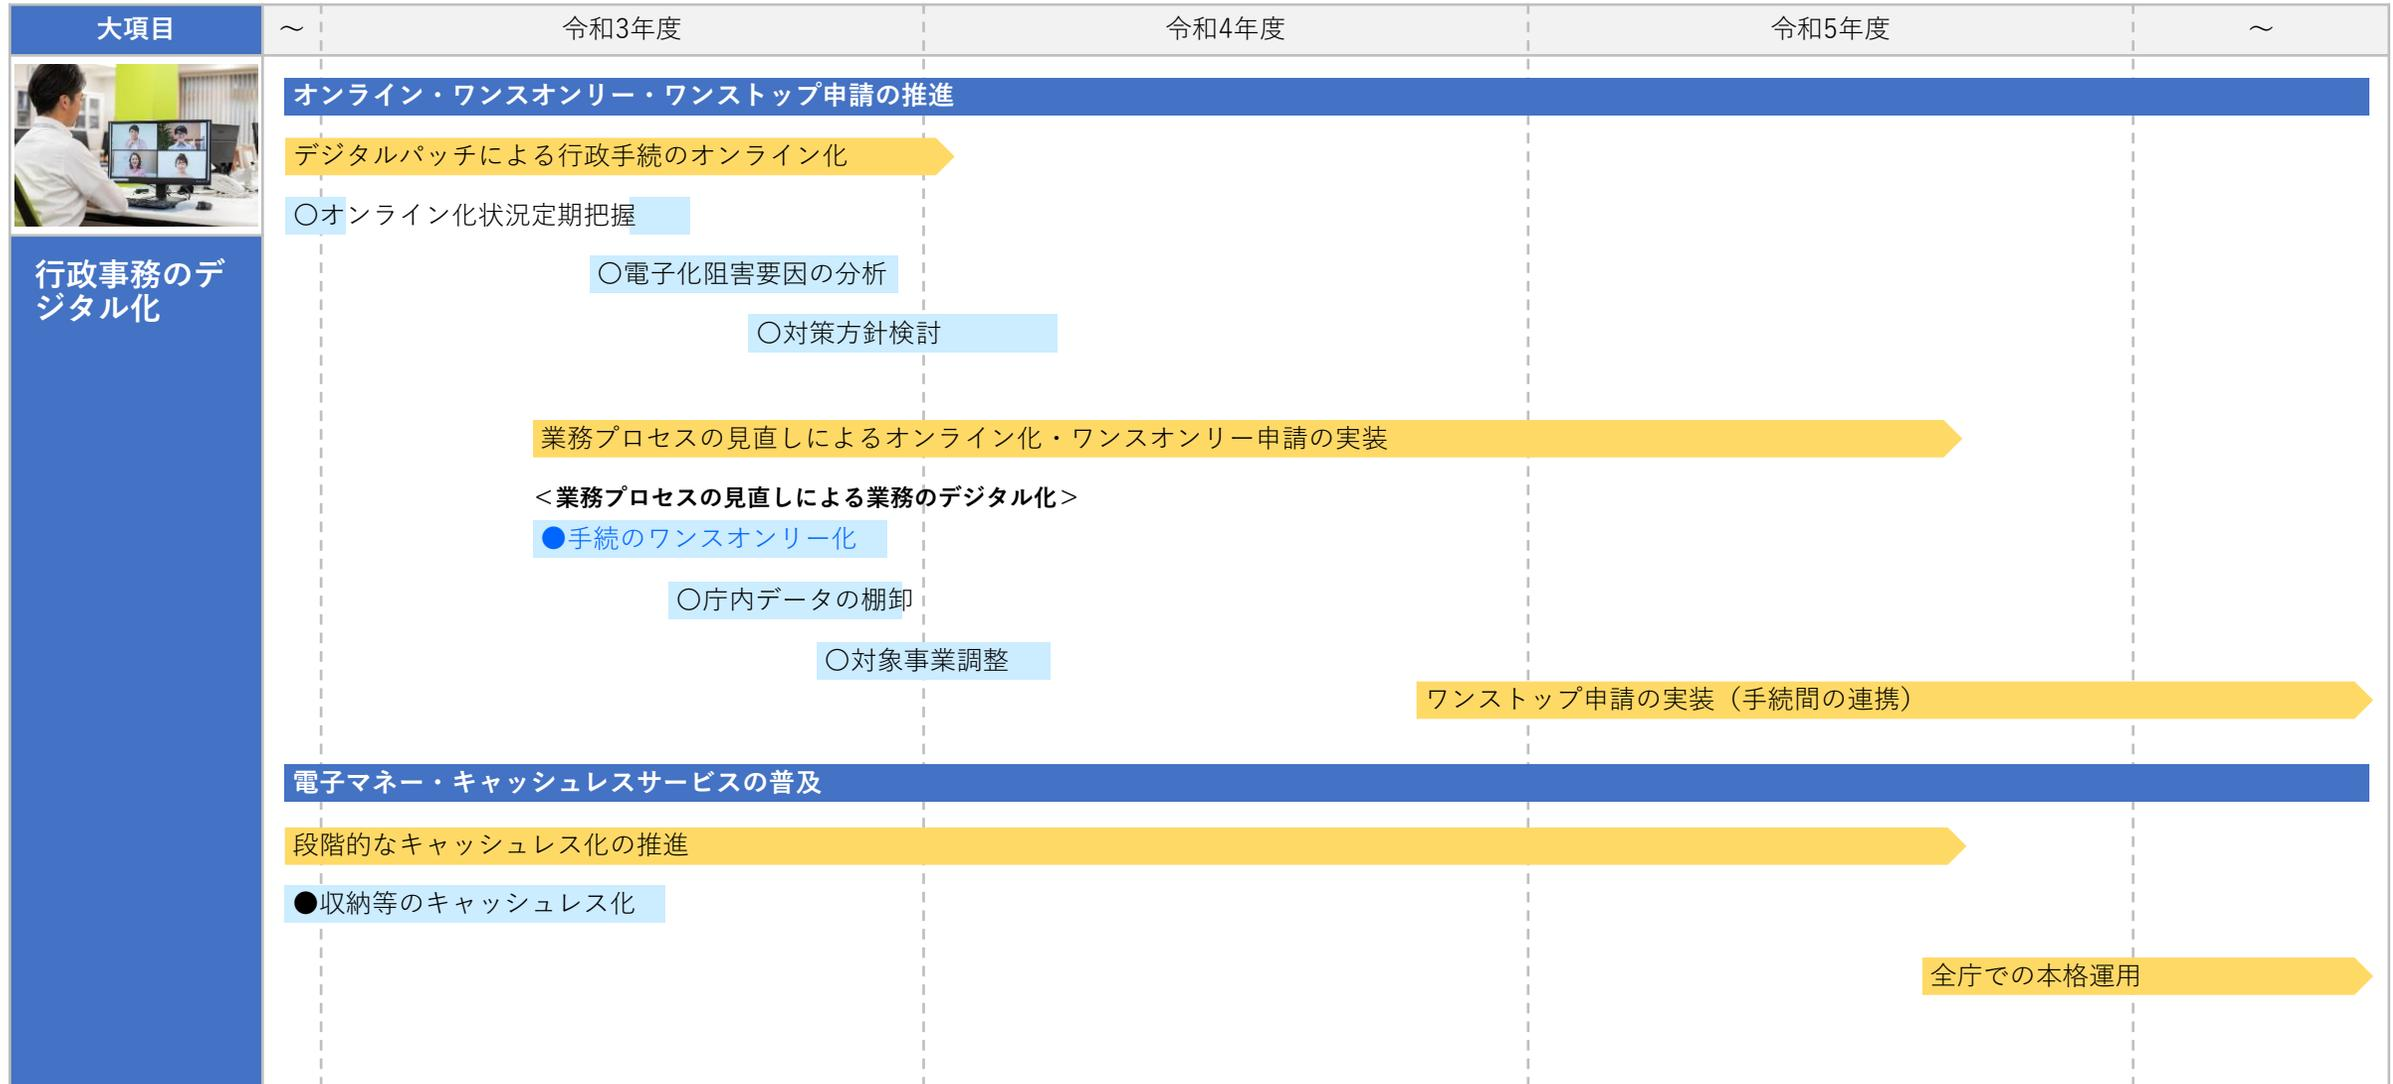 大項目
～
令和3年度
令和4年度
令和5年度
～
行政事務のデ
ジタル化
オンライン・ワンスオンリー・ワンストップ申請の推進
デジタルパッチによる行政手続のオンライン化
〇オンライン化状況定期把握
〇電子化阻害要因の分析
〇対策方針検討
業務プロセスの見直しによるオンライン化・ワンスオンリー申請の実装
＜業務プロセスの見直しによる業務のデジタル化＞
●手続のワンスオンリー化
〇庁内データの棚卸
〇対象事業調整
ワンストップ申請の実装（手続間の連携）
電子マネー・キャッシュレスサービスの普及
段階的なキャッシュレス化の推進
●収納等のキャッシュレス化
全庁での本格運用